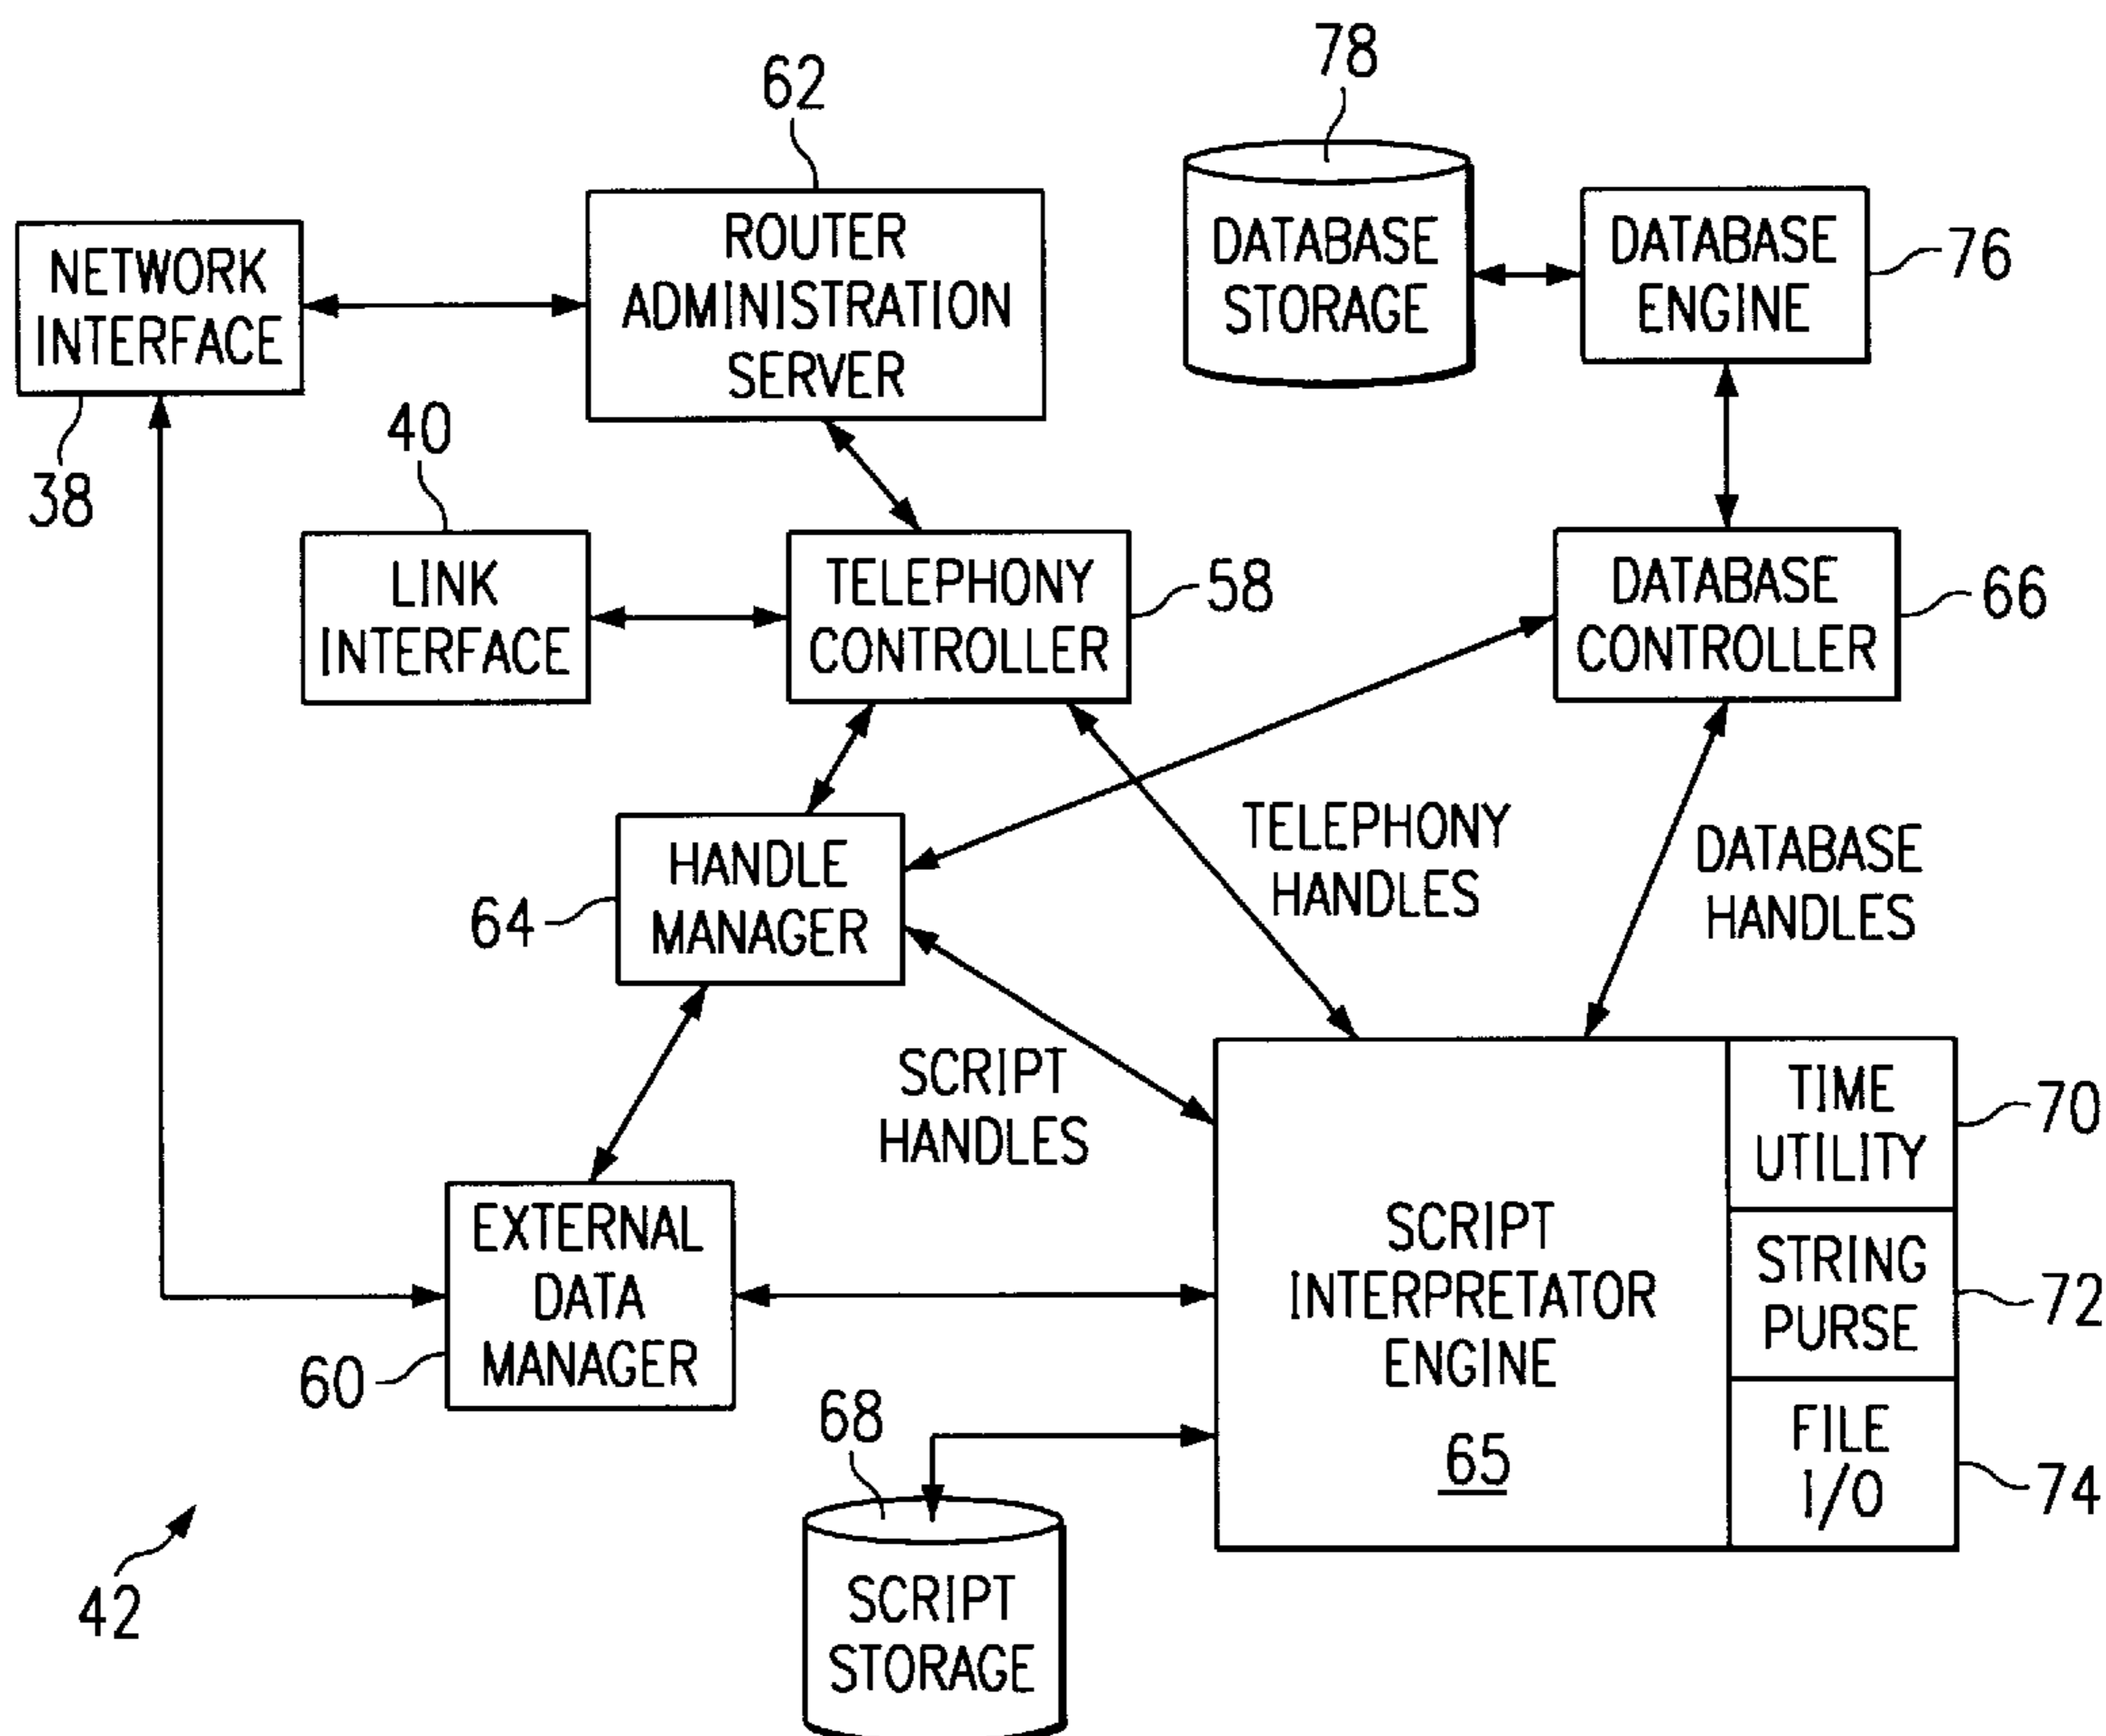 78
62
ROUTER
ADMINISTRATION
SERVER
DATABASE
STORAGE
DATABASE
ENGINE
76
NETWORK
INTERFACE
38
40
LINK
INTERFACE
TELEPHONY
CONTROLLER
58
DATABASE
CONTROLLER
66
HANDLE
MANAGER
64
TELEPHONY
HANDLES
DATABASE
HANDLES
SCRIPT
HANDLES
EXTERNAL
DATA
MANAGER
60
SCRIPT
INTERPRETATOR
ENGINE
65
TIME
UTILITY
70
STRING
PURSE
72
FILE
I/O
74
68
SCRIPT
STORAGE
42